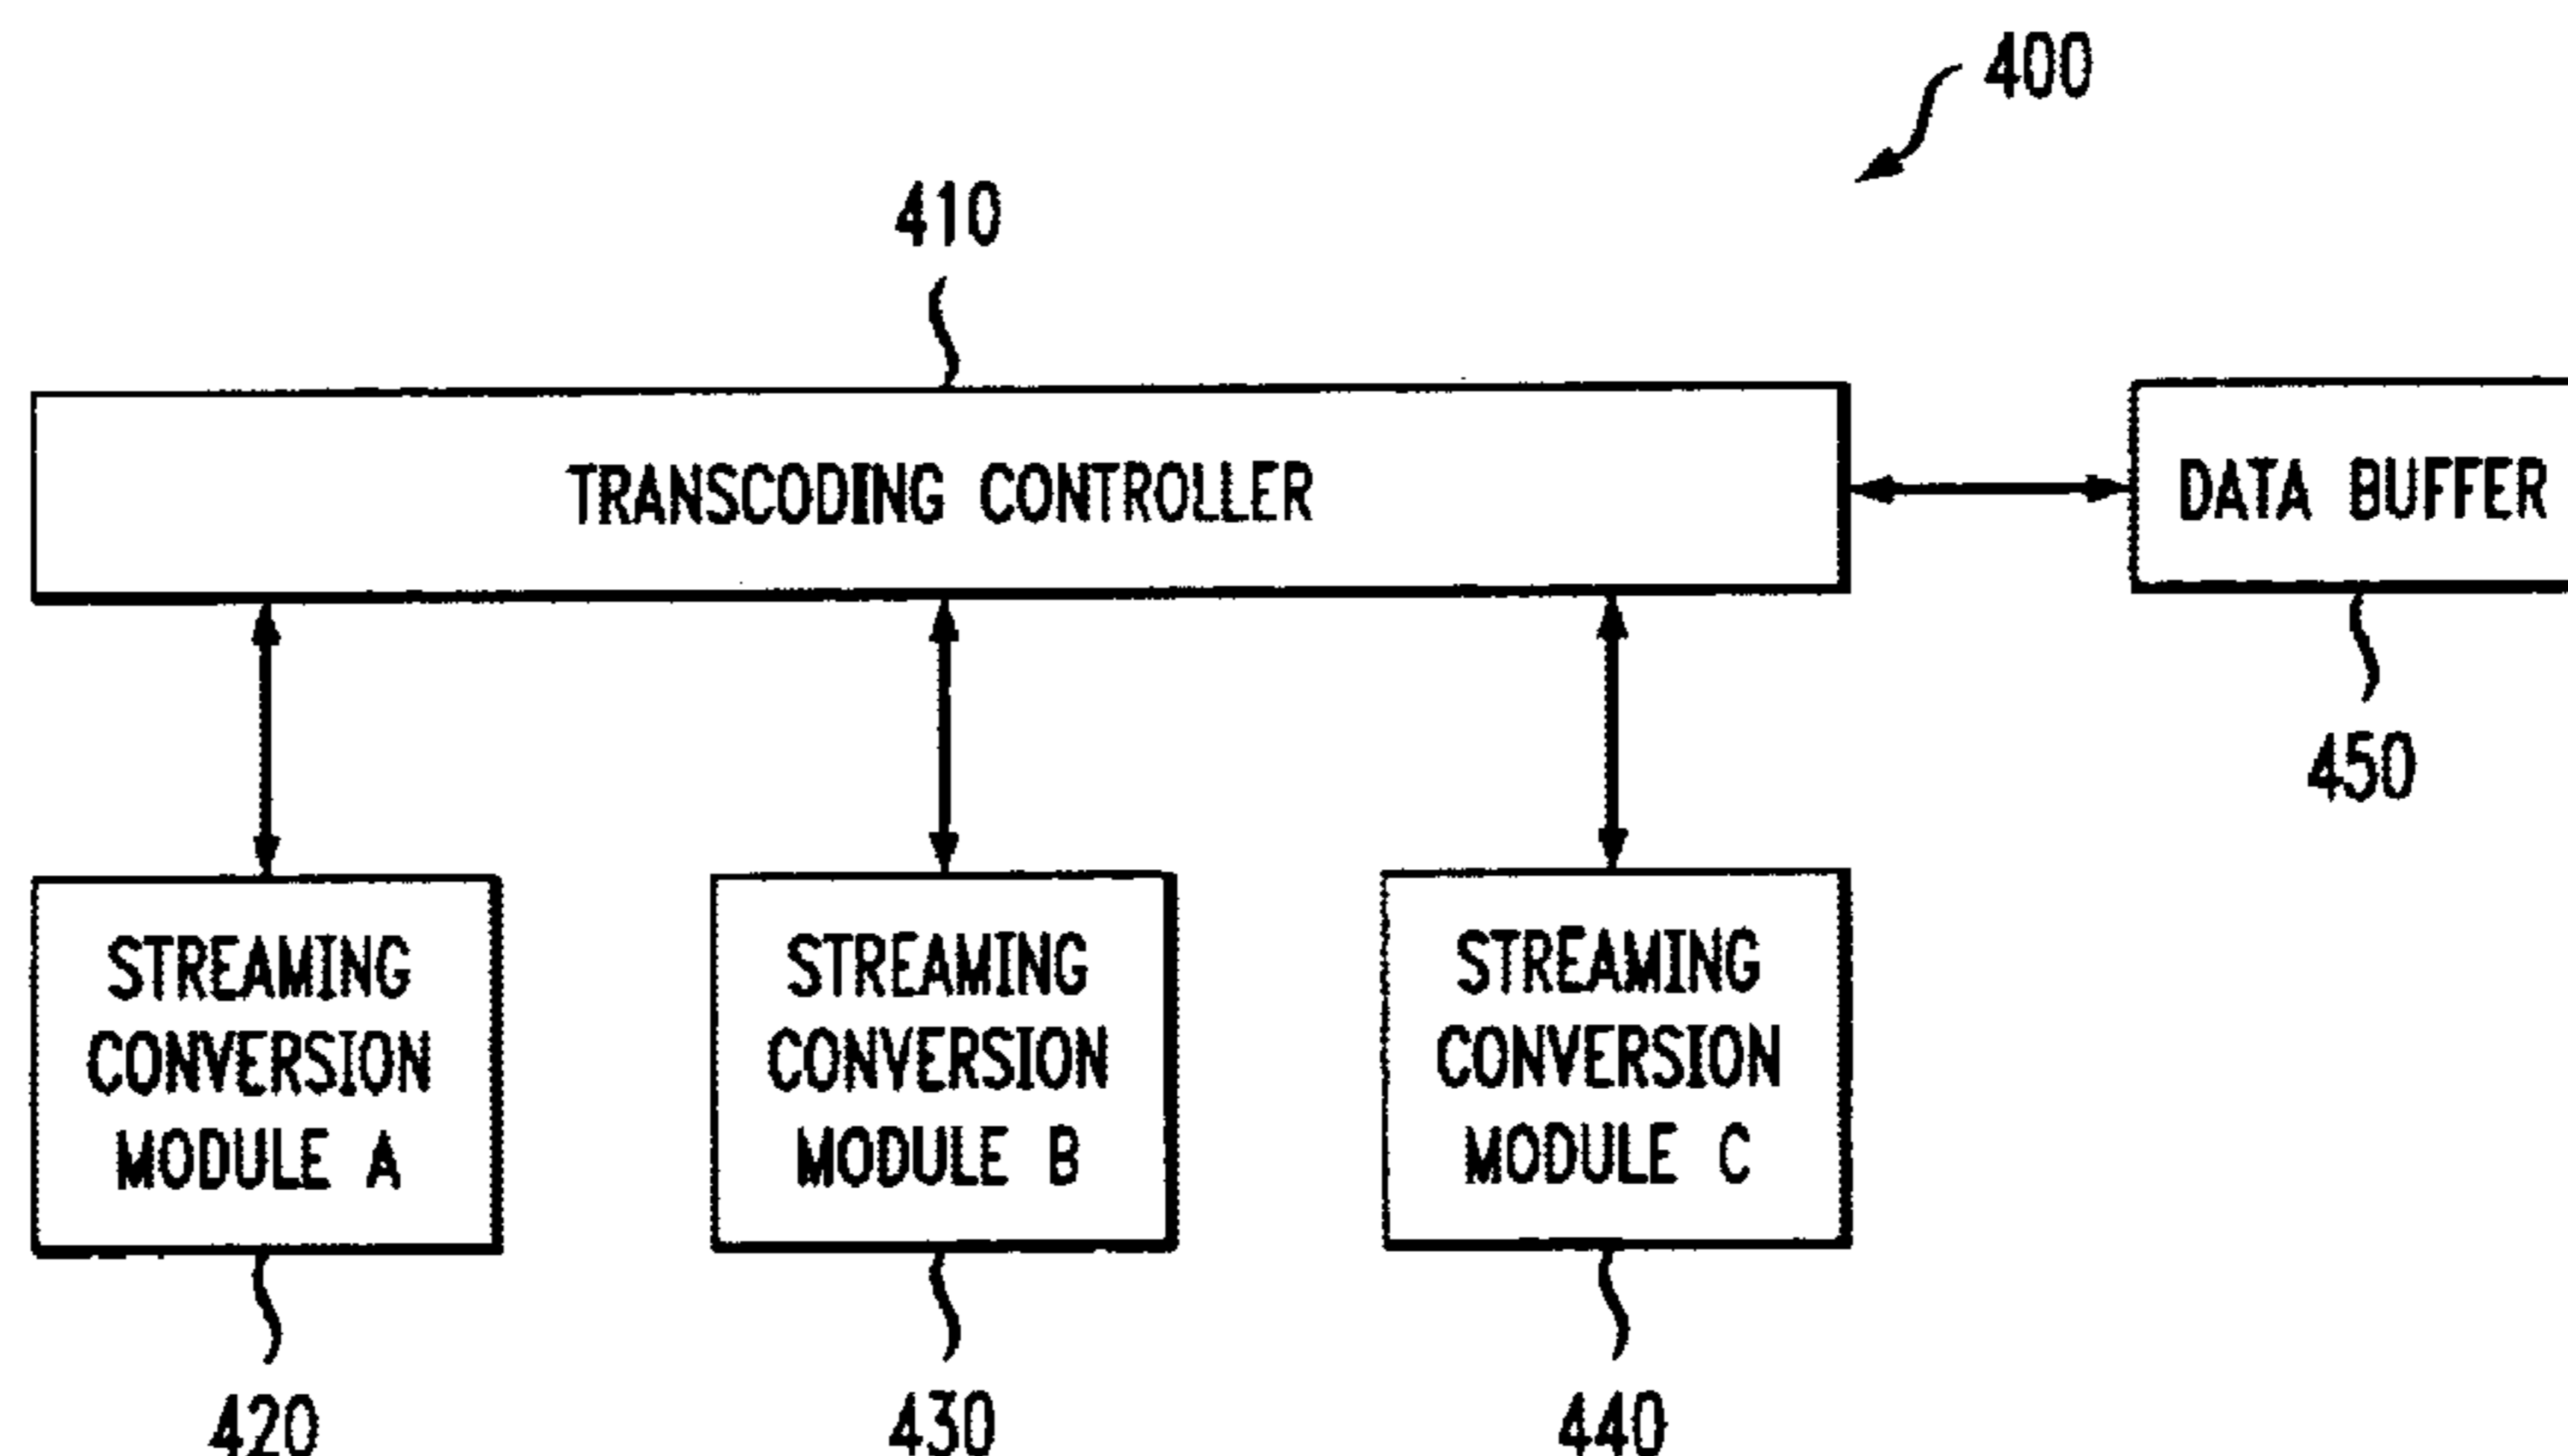 400
410
TRANSCODING CONTROLLER
DATA BUFFER
450
STREAMING
CONVERSION
MODULE A
STREAMING
CONVERSION
MODULE B
STREAMING
CONVERSION
MODULE C
420
430
440